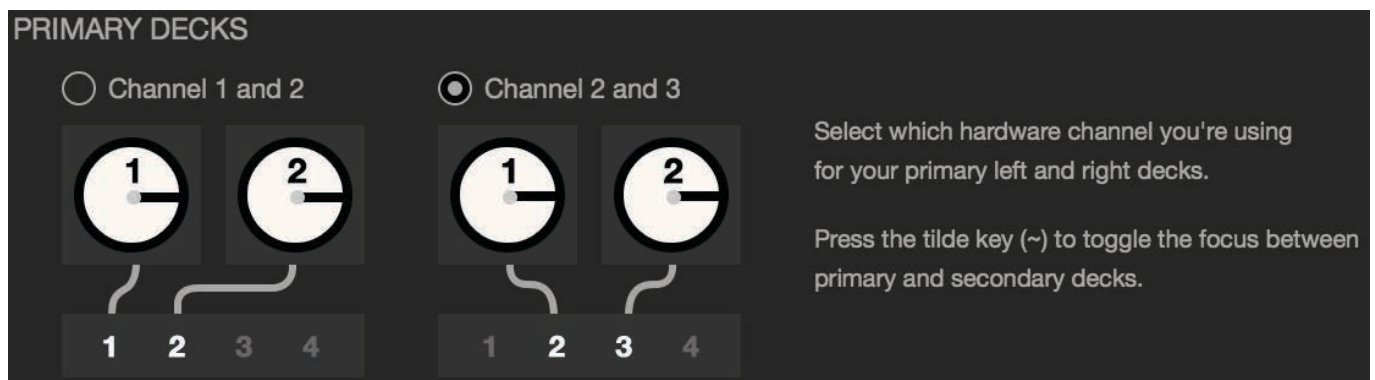 PRIMARY DECKS
Channel 1 and 2
Channel 2 and 3
1 2
1 2
1 2 3 4
1 2 3 4
Select which hardware channel you're using
for your primary left and right decks.
Press the tilde key (~) to toggle the focus between
primary and secondary decks.